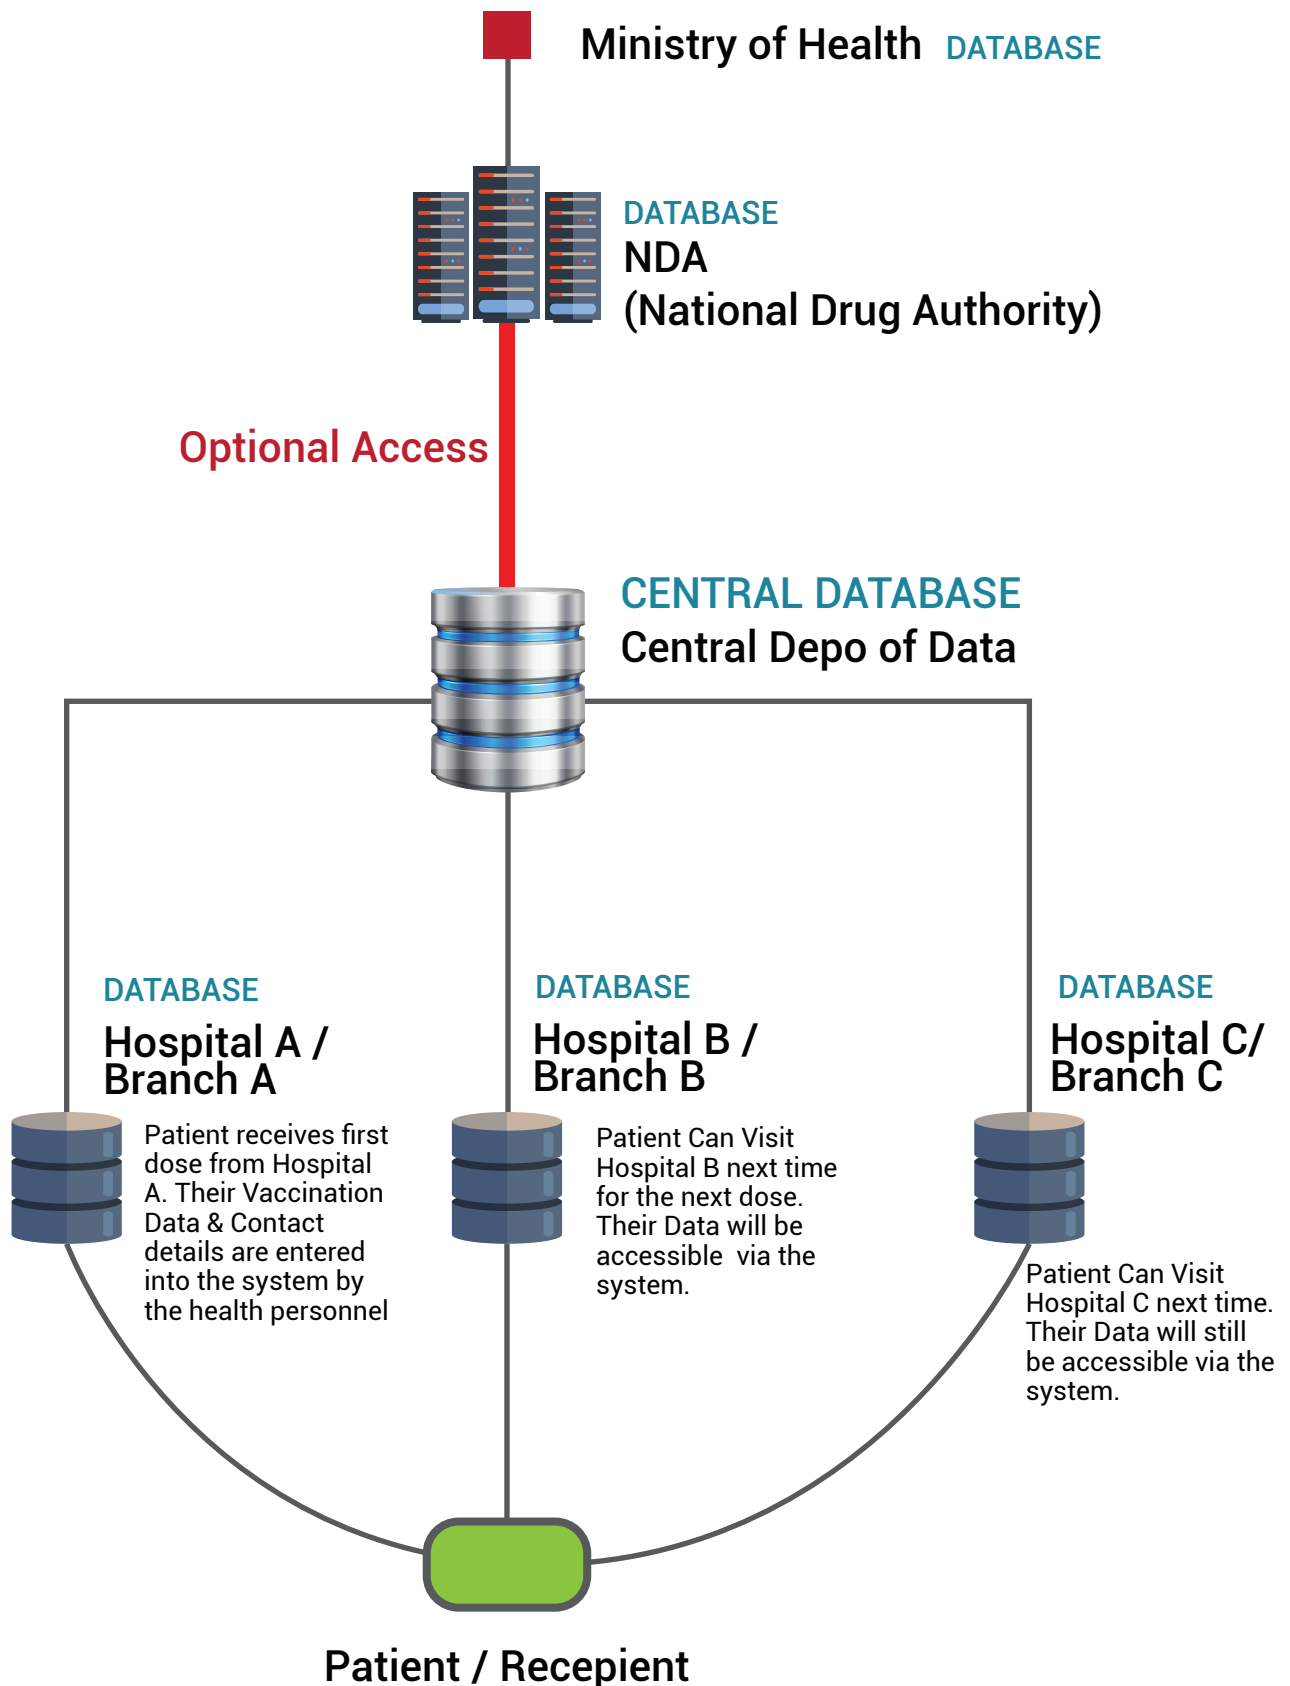 Ministry of Health DATABASE
DATABASE
NDA
(National Drug Authority)
Optional Access
CENTRAL DATABASE
Central Depo of Data
DATABASE
Hospital A /
Branch A
Patient receives first
dose from Hospital
A. Their Vaccination
Data & Contact
details are entered
into the system by
the health personnel
DATABASE
Hospital B /
Branch B
Patient Can Visit
Hospital B next time
for the next dose.
Their Data will be
accessible via the
system.
DATABASE
Hospital C/
Branch C
Patient Can Visit
Hospital C next time.
Their Data will still
be accessible via the
system.
Patient / Recepient